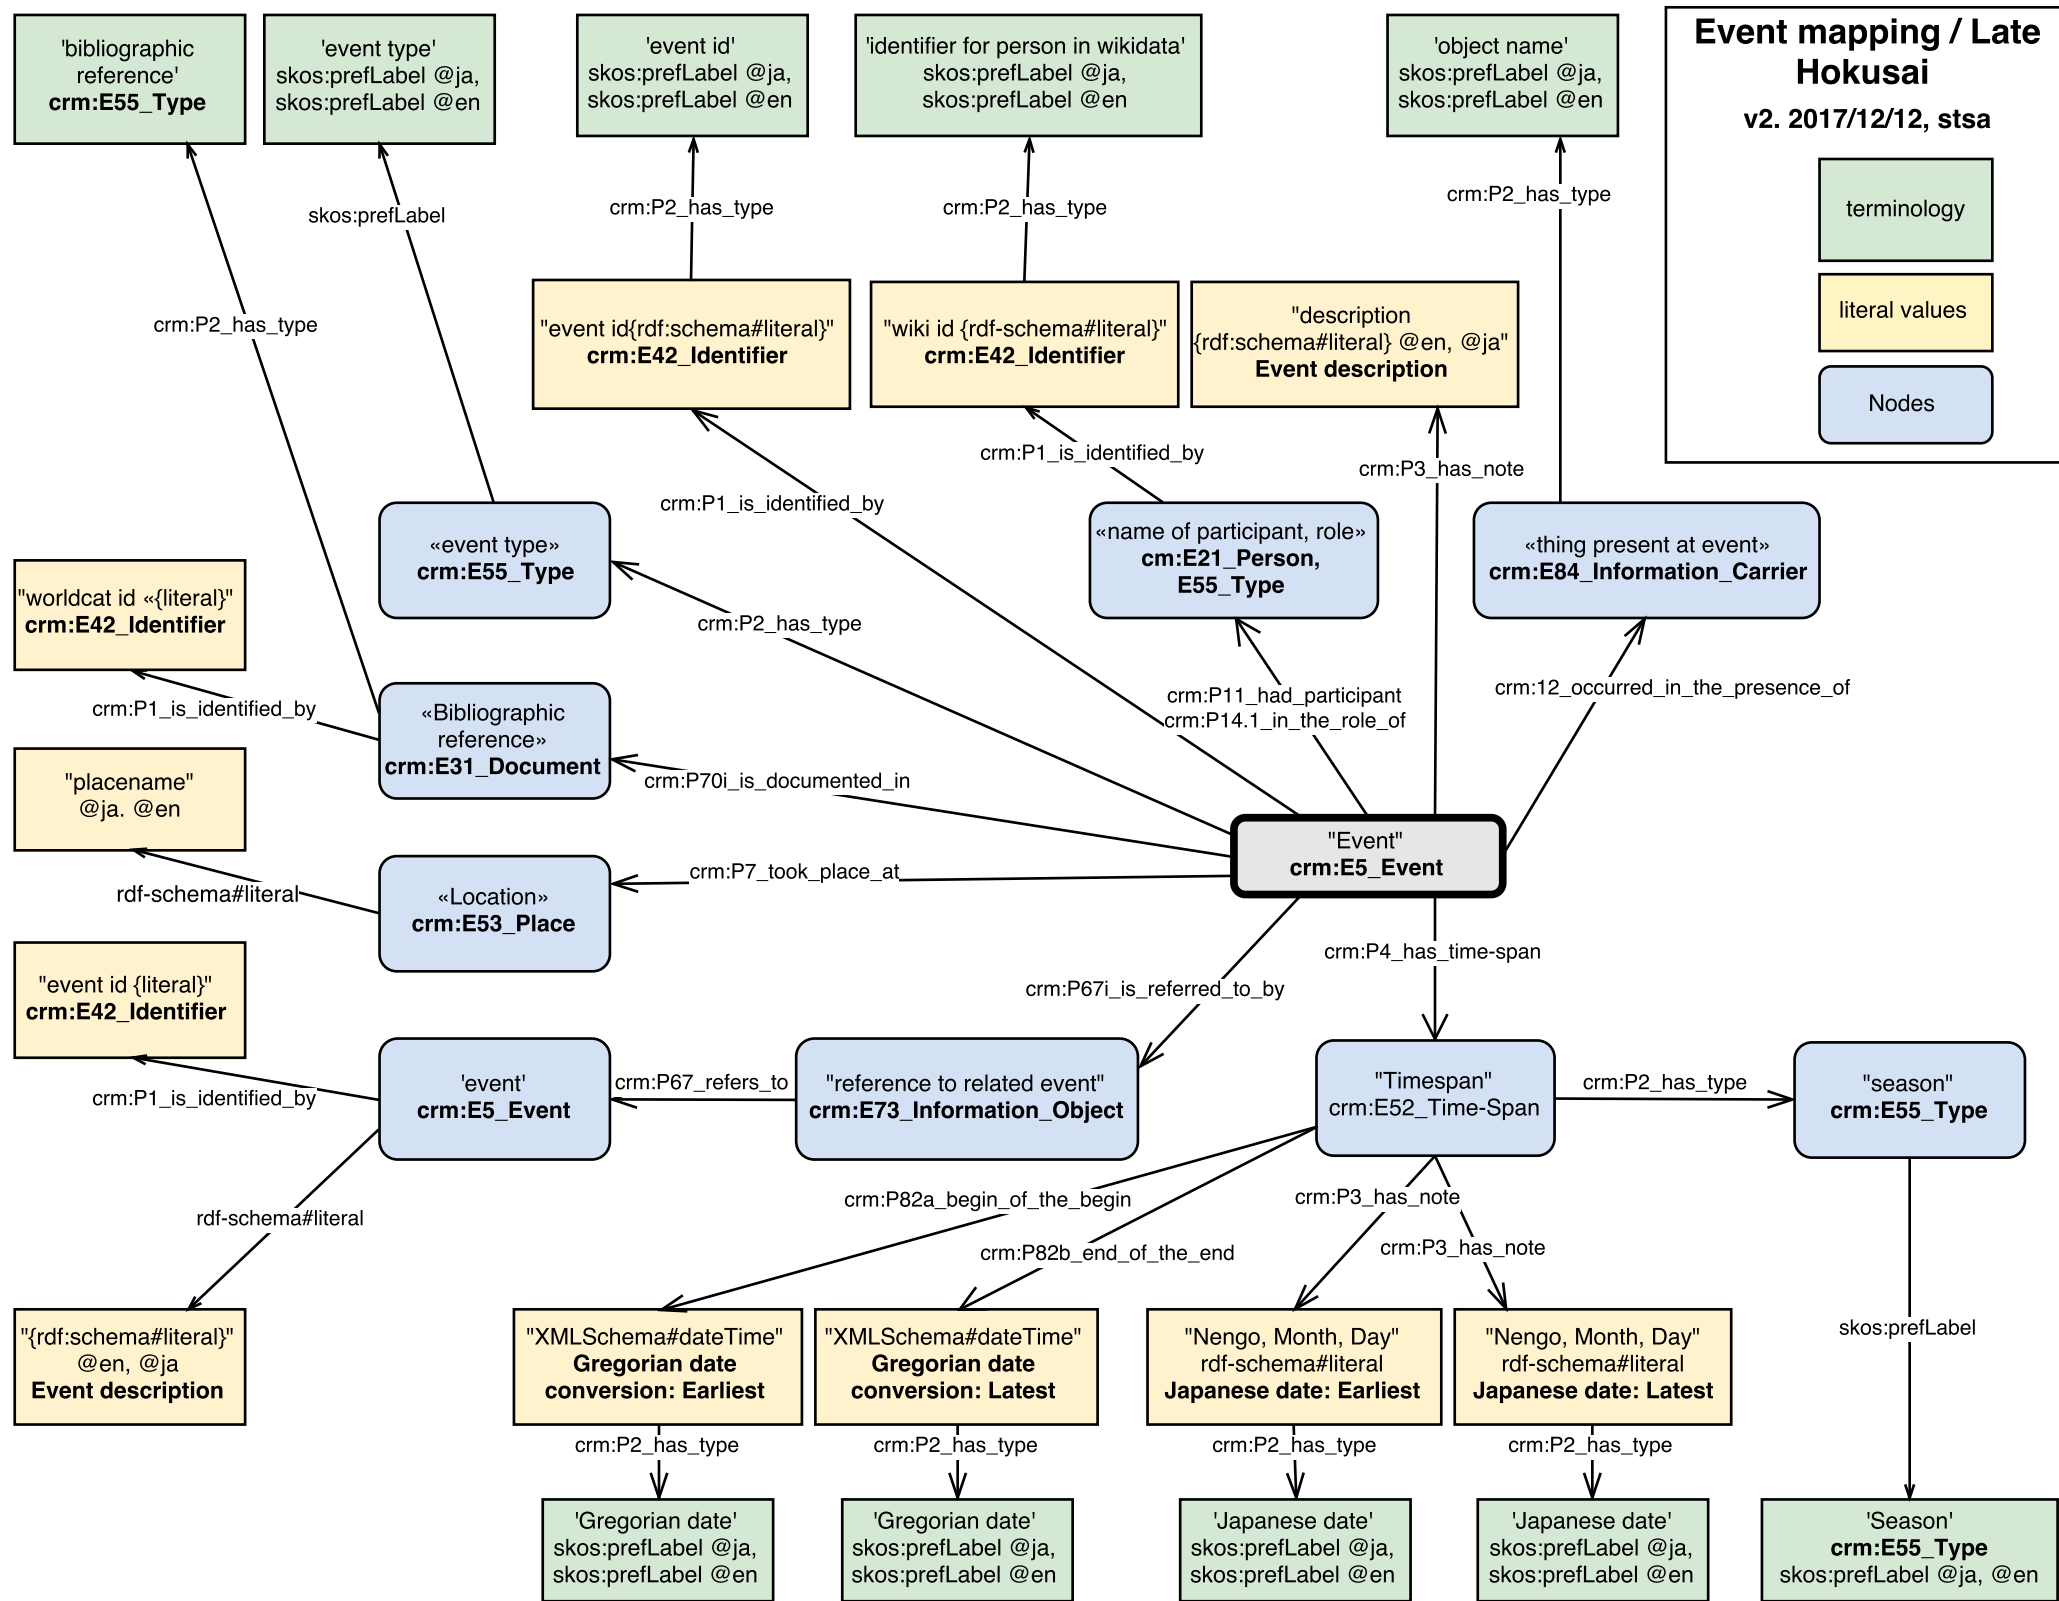 'bibliographic
reference'
crm:E55_Type
'event type'
skos:prefLabel @ja,
skos:prefLabel @en
'event id'
skos:prefLabel @ja,
skos:prefLabel @en
'identifier for person in wikidata'
skos:prefLabel @ja,
skos:prefLabel @en
'object name'
skos:prefLabel @ja,
skos:prefLabel @en
Event mapping / Late
Hokusai
v2. 2017/12/12, stsa
terminology
literal values
Nodes
crm:P2_has_type
skos:prefLabel
crm:P2_has_type
crm:P2_has_type
crm:P2_has_type
"event id{rdf:schema#literal}"
crm:E42_Identifier
"wiki id {rdf-schema#literal}"
crm:E42_Identifier
"description
{rdf:schema#literal} @en, @ja"
Event description
crm:P1_is_identified_by
crm:P1_is_identified_by
crm:P3_has_note
«event type»
crm:E55_Type
«name of participant, role»
cm:E21_Person,
E55_Type
«thing present at event»
crm:E84_Information_Carrier
"worldcat id «{literal}"
crm:E42_Identifier
crm:P2_has_type
crm:P1_is_identified_by
«Bibliographic
reference»
crm:E31_Document
crm:P11_had_participant
crm:P14.1_in_the_role_of
crm:12_occurred_in_the_presence_of
crm:P70i_is_documented_in
"placename"
@ja. @en
"Event"
crm:E5_Event
rdf-schema#literal
«Location»
crm:E53_Place
crm:P7_took_place_at
crm:P4_has_time-span
crm:P67i_is_referred_to_by
"event id {literal}"
crm:E42_Identifier
crm:P1_is_identified_by
'event'
crm:E5_Event
crm:P67_refers_to
"reference to related event"
crm:E73_Information_Object
"Timespan"
crm:E52_Time-Span
crm:P2_has_type
"season"
crm:E55_Type
rdf-schema#literal
crm:P82a_begin_of_the_begin
crm:P82b_end_of_the_end
crm:P3_has_note
crm:P3_has_note
skos:prefLabel
"{rdf:schema#literal}"
@en, @ja
Event description
"XMLSchema#dateTime"
Gregorian date
conversion: Earliest
"XMLSchema#dateTime"
Gregorian date
conversion: Latest
"Nengo, Month, Day"
rdf-schema#literal
Japanese date: Earliest
"Nengo, Month, Day"
rdf-schema#literal
Japanese date: Latest
crm:P2_has_type
crm:P2_has_type
crm:P2_has_type
crm:P2_has_type
'Gregorian date'
skos:prefLabel @ja,
skos:prefLabel @en
'Gregorian date'
skos:prefLabel @ja,
skos:prefLabel @en
'Japanese date'
skos:prefLabel @ja,
skos:prefLabel @en
'Japanese date'
skos:prefLabel @ja,
skos:prefLabel @en
'Season'
crm:E55_Type
skos:prefLabel @ja, @en